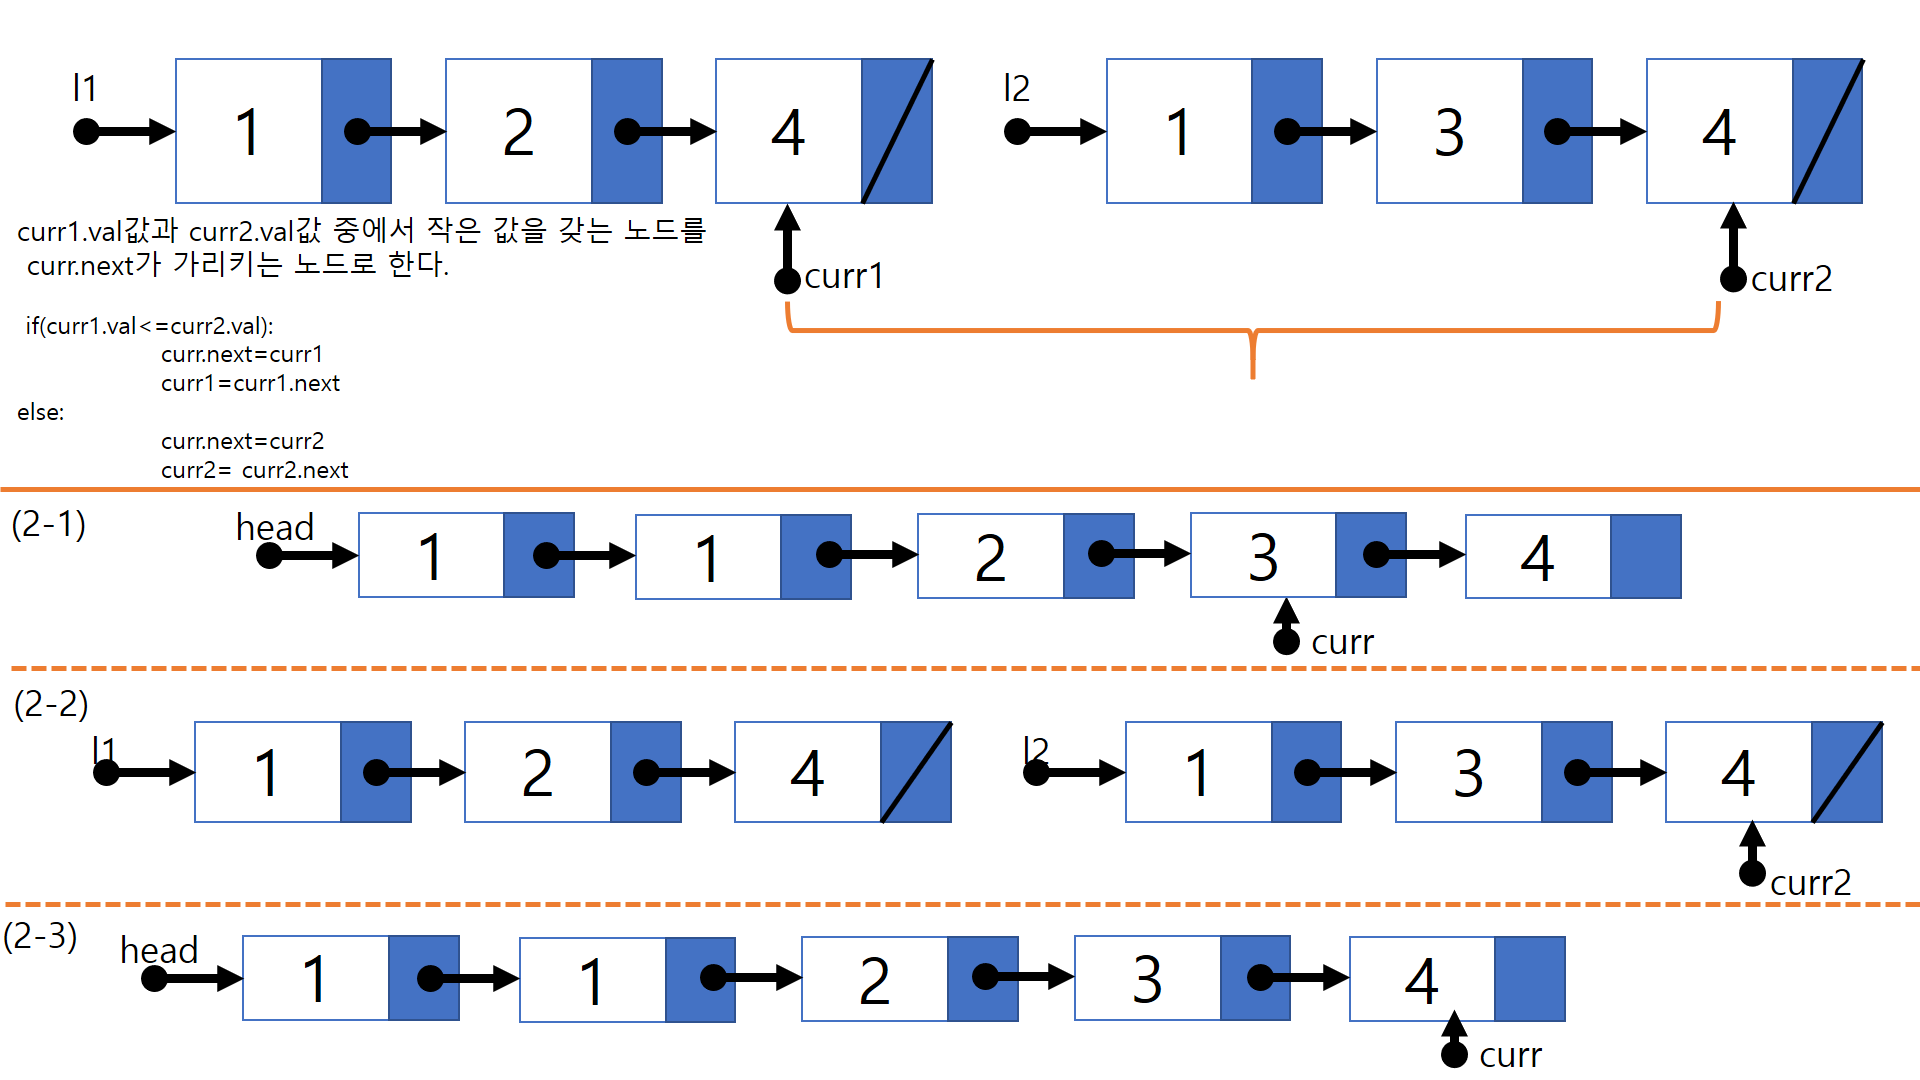 l1
1 2 4
l2
1 3 4
curr1.val값과 curr2.val값 중에서 작은 값을 갖는 노드를
curr.next가 가리키는 노드로 한다.
curr1
curr2
if(curr1.val<=curr2.val):
curr.next=curr1
curr1=curr1.next
else:
curr.next=curr2
curr2= curr2.next
(2-1)
head
1 1 2 3 4
curr
(2-2)
l1
1 2 4
l2
1 3 4
curr2
(2-3)
head
1 1 2 3 4
curr